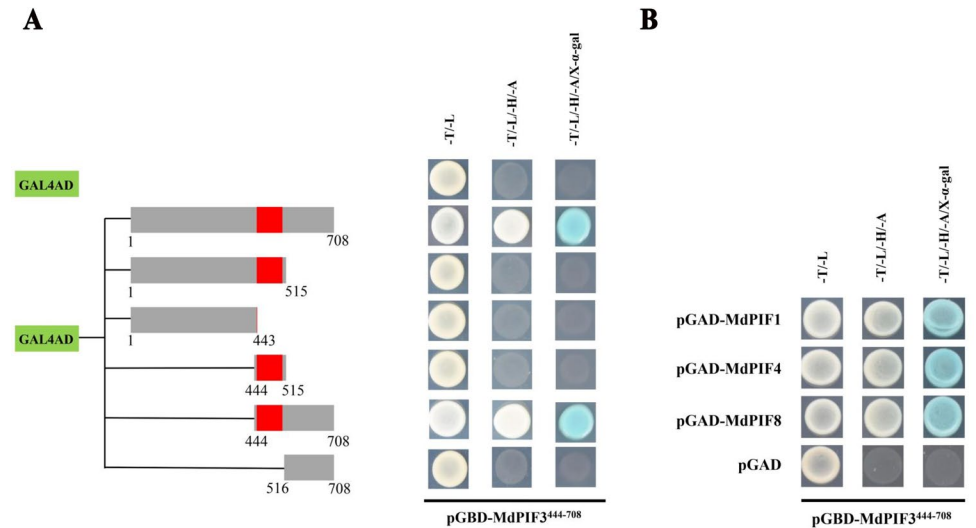 A
B
-T/-L
-T/-L/-H/-A
-T/-L/-H/-A/X-α-gal
GAL4AD
1
708
1
515
GAL4AD
1
443
444
515
444
708
516
708
pGBD-MdPIF3444-708
-T/-L
-T/-L/-H/-A
-T/-L/-H/-A/X-α-gal
pGAD-MdPIF1
pGAD-MdPIF4
pGAD-MdPIF8
pGAD
pGBD-MdPIF3444-708